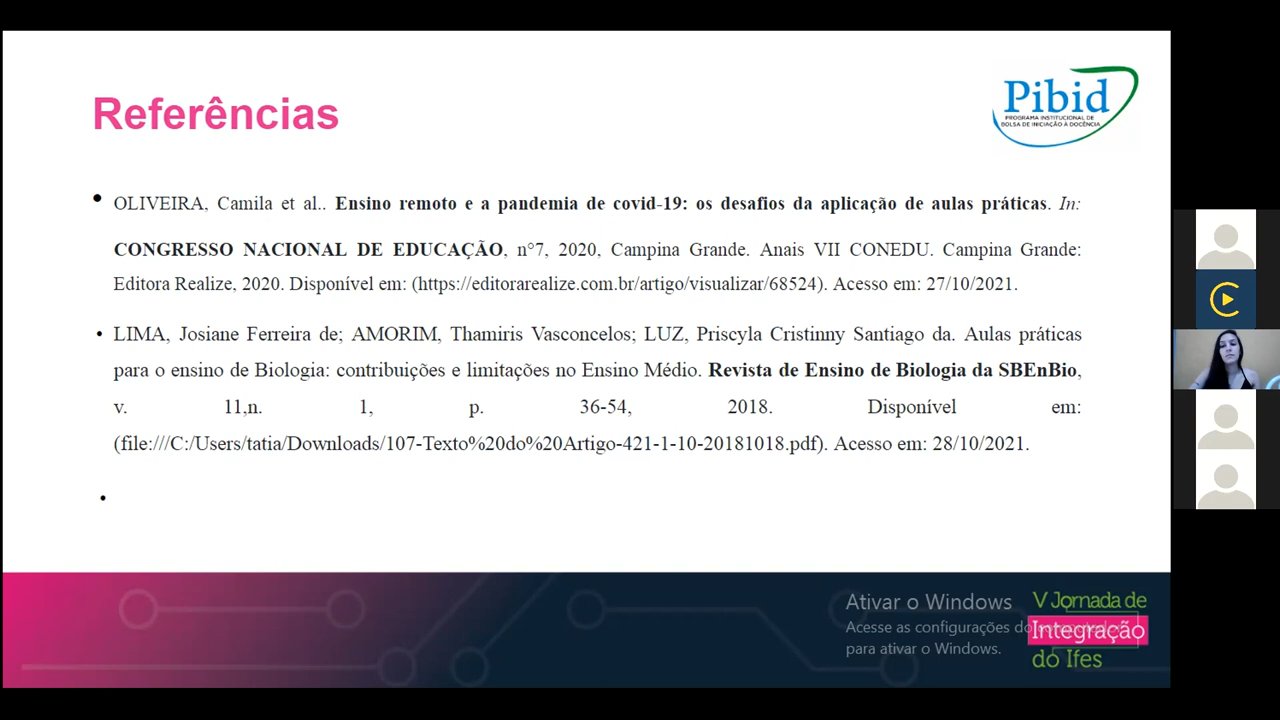 Referências
Pibid
PROGRAMA INSTITUCIONAL DE
BOLSA DE INICIAÇÃO À DOCÊNCIA
• OLIVEIRA, Camila et al.. Ensino remoto e a pandemia de covid-19: os desafios da aplicação de aulas práticas. In:
CONGRESSO NACIONAL DE EDUCAÇÃO, n°7, 2020, Campina Grande. Anais VII CONEDU. Campina Grande:
Editora Realize, 2020. Disponível em: (https://editorarealize.com.br/artigo/visualizar/68524). Acesso em: 27/10/2021.
• LIMA, Josiane Ferreira de; AMORIM, Thamiris Vasconcelos; LUZ, Priscyla Cristinny Santiago da. Aulas práticas
para o ensino de Biologia: contribuições e limitações no Ensino Médio. Revista de Ensino de Biologia da SBEnBio,
v. 11,n. 1, p. 36-54, 2018. Disponível em:
(file:///C:/Users/tatia/Downloads/107-Texto%20do%20Artigo-421-1-10-20181018.pdf). Acesso em: 28/10/2021.
•
Ativar o Windows
Acesse as configurações do
para ativar o Windows.
V Jornada de
Integração
do Ifes